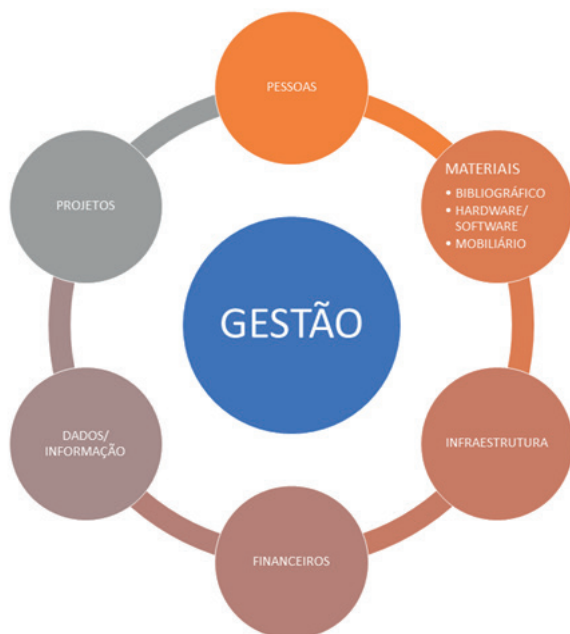 PESSOAS
MATERIAIS
• BIBLIOGRÁFICO
• HARDWARE/
SOFTWARE
• MOBILIÁRIO
PROJETOS
GESTÃO
DADOS/
INFORMAÇÃO
INFRAESTRUTURA
FINANCEIROS